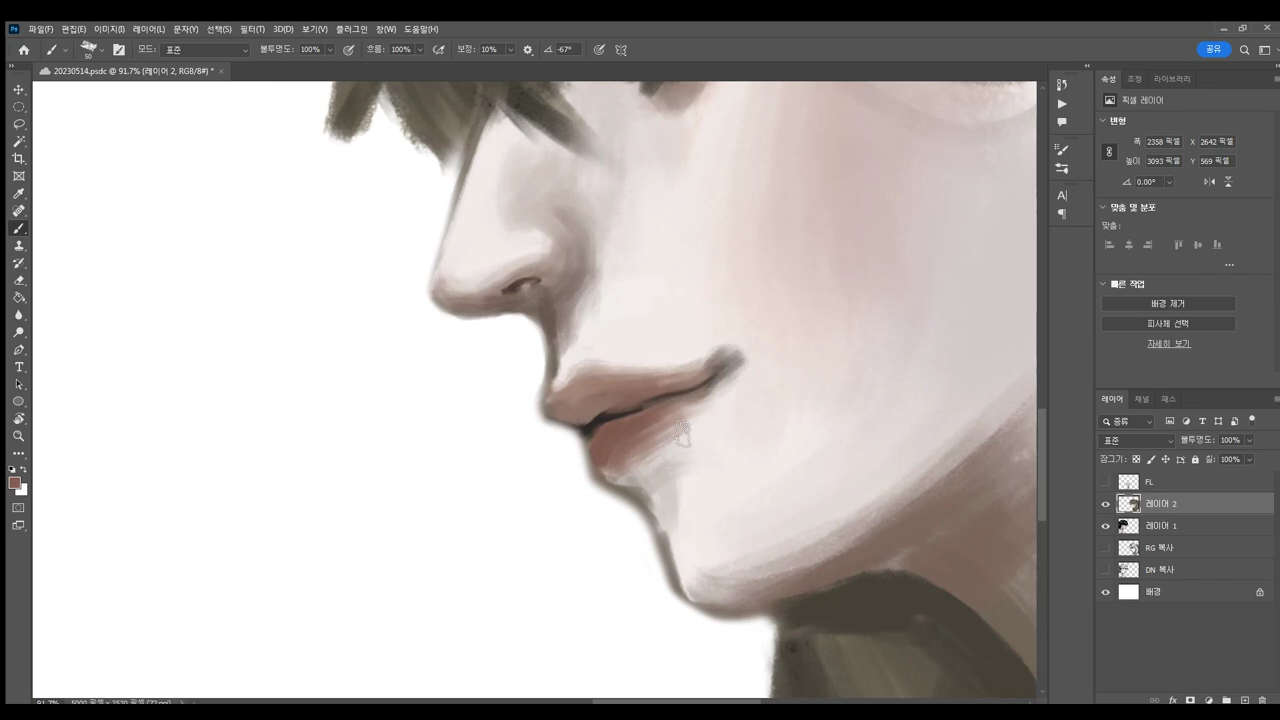 Ps 파일(F) 편집(E) 이미지(I) 레이어(L) 문자(Y) 선택(S) 필터(T) 3D(D) 보기(V) 플러그인 창(W) 도움말(H)
50 모드: 표준 불투명도: 100% 흐름: 100% 보정: 10% -67° 공유
20230514.psdc @ 91.7% (레이어 2, RGB/8#) *
속성 조정 라이브러리
픽셀 레이어
변형
폭 2358 픽셀 X 2642 픽셀
높이 3093 픽셀 Y 569 픽셀
0.00°
맞춤 및 분포
맞춤:
빠른 작업
배경 제거
피사체 선택
자세히 보기
레이어 채널 패스
종류
표준 불투명도: 100%
잠그기: 칠: 100%
FL
레이어 2
레이어 1
RG 복사
DN 복사
배경
91.7%